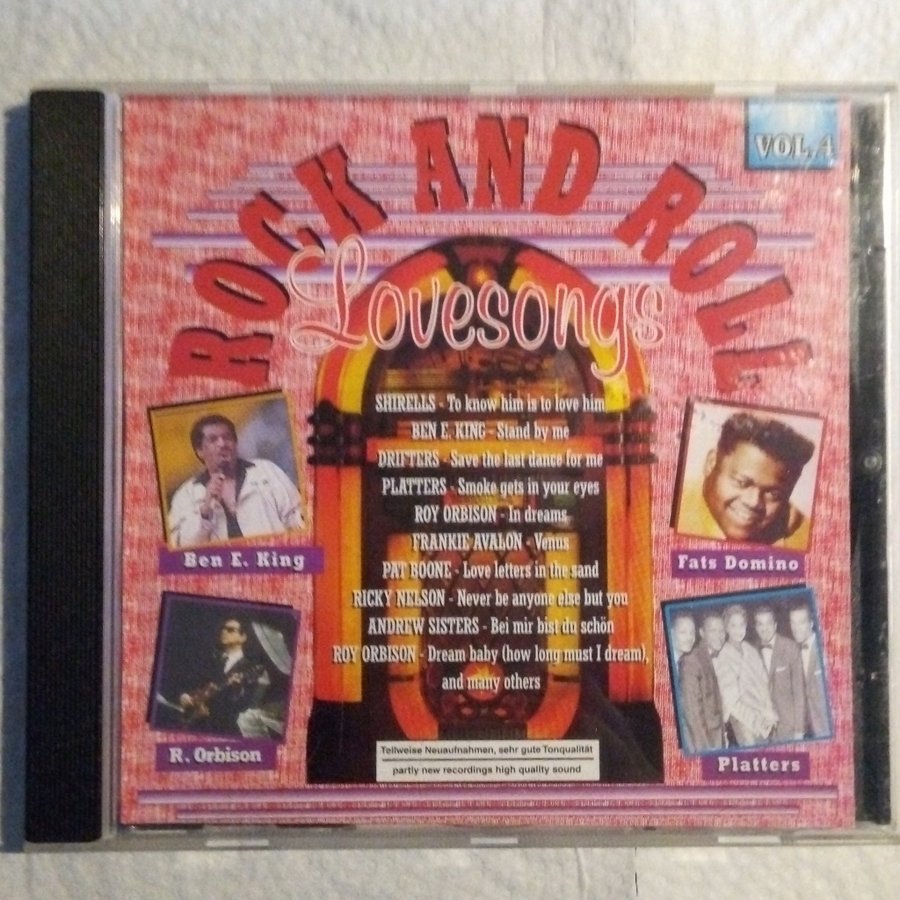 VOL. 4
ROCK AND ROLL
Lovesongs
SHIRELLS - To know him is to love him
BEN E. KING - Stand by me
DRIFTERS - Save the last dance for me
PLATTERS - Smoke gets in your eyes
ROY ORBISON - In dreams
FRANKIE AVALON - Venus
PAT BOONE - Love letters in the sand
RICKY NELSON - Never be anyone else but you
ANDREW SISTERS - Bei mir bist du schön
ROY ORBISON - Dream baby (how long must I dream),
and many others
Ben E. King
Fats Domino
R. Orbison
Platters
Teilweise Neuaufnahmen, sehr gute Tonqualität
partly new recordings high quality sound